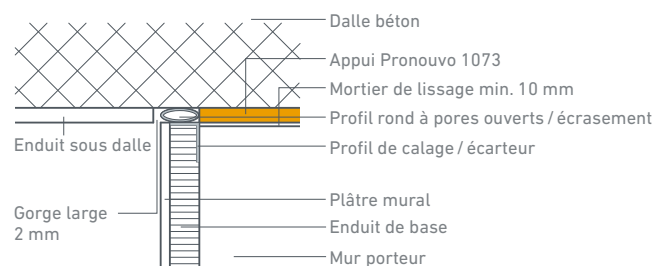 Dalle béton
Appui Pronouvo 1073
Mortier de lissage min. 10 mm
Profil rond à pores ouverts / écrasement
Enduit sous dalle
Profil de calage / écarteur
Plâtre mural
Gorge large
2 mm
Enduit de base
Mur porteur